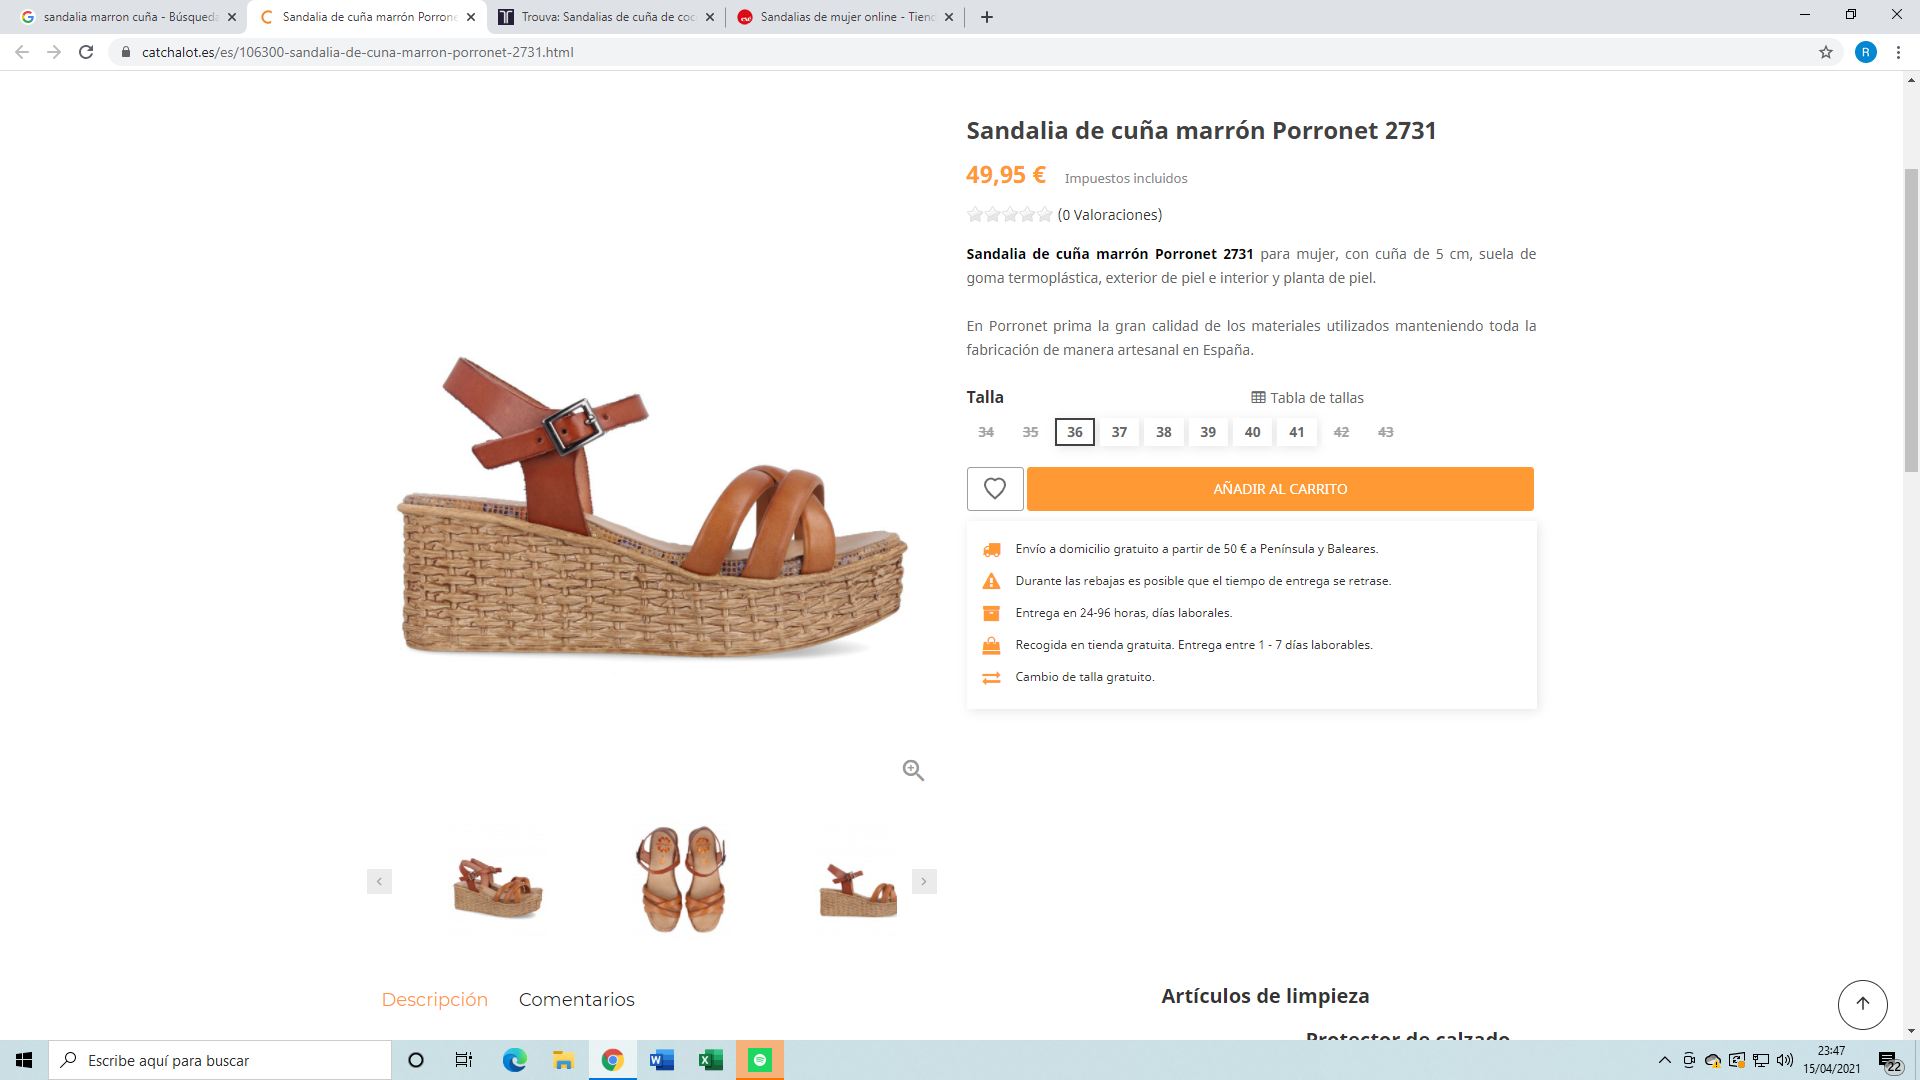 sandalia marron cuña - Búsqueda
Sandalia de cuña marrón Porrone
Trouva: Sandalias de cuña de coc
Sandalias de mujer online - Tienc
catchalot.es/es/106300-sandalia-de-cuna-marron-porronet-2731.html
R
Sandalia de cuña marrón Porronet 2731
49,95 € Impuestos incluidos
(0 Valoraciones)
Sandalia de cuña marrón Porronet 2731 para mujer, con cuña de 5 cm, suela de
goma termoplástica, exterior de piel e interior y planta de piel.
En Porronet prima la gran calidad de los materiales utilizados manteniendo toda la
fabricación de manera artesanal en España.
Talla
Tabla de tallas
34 35 36 37 38 39 40 41 42 43
AÑADIR AL CARRITO
Envío a domicilio gratuito a partir de 50 € a Península y Baleares.
Durante las rebajas es posible que el tiempo de entrega se retrase.
Entrega en 24-96 horas, días laborales.
Recogida en tienda gratuita. Entrega entre 1 - 7 días laborables.
Cambio de talla gratuito.
Descripción Comentarios
Artículos de limpieza
Protector de calzado
Escribe aquí para buscar
23:47
15/04/2021
22